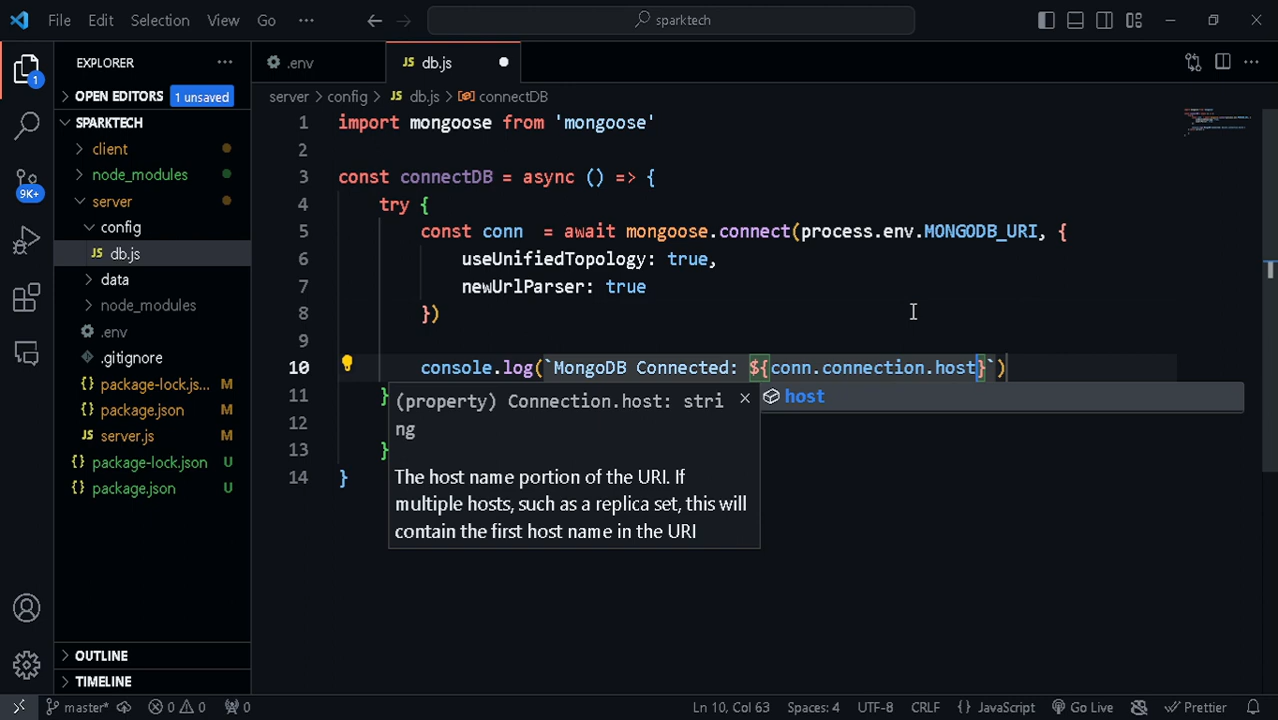 File Edit Selection View Go ··· sparktech
EXPLORER ···
OPEN EDITORS 1 unsaved
SPARKTECH
client
node_modules
server
config
JS db.js
data
node_modules
.env
.gitignore
package-lock.js... M
package.json M
JS server.js M
{} package-lock.json U
{} package.json U
OUTLINE
TIMELINE
1
9K+
.env
JS db.js
server > config > JS db.js > connectDB
1 import mongoose from 'mongoose'
2
3 const connectDB = async () => {
4 try {
5 const conn = await mongoose.connect(process.env.MONGODB_URI, {
6 useUnifiedTopology: true,
7 newUrlParser: true
8 })
9
10 console.log(`MongoDB Connected: ${conn.connection.host}`)
11 }
12
13 }
14 }
host
(property) Connection.host: stri
ng
The host name portion of the URI. If
multiple hosts, such as a replica set, this will
contain the first host name in the URI
master* 0 0 0 Ln 10, Col 63 Spaces: 4 UTF-8 CRLF {} JavaScript Go Live Prettier